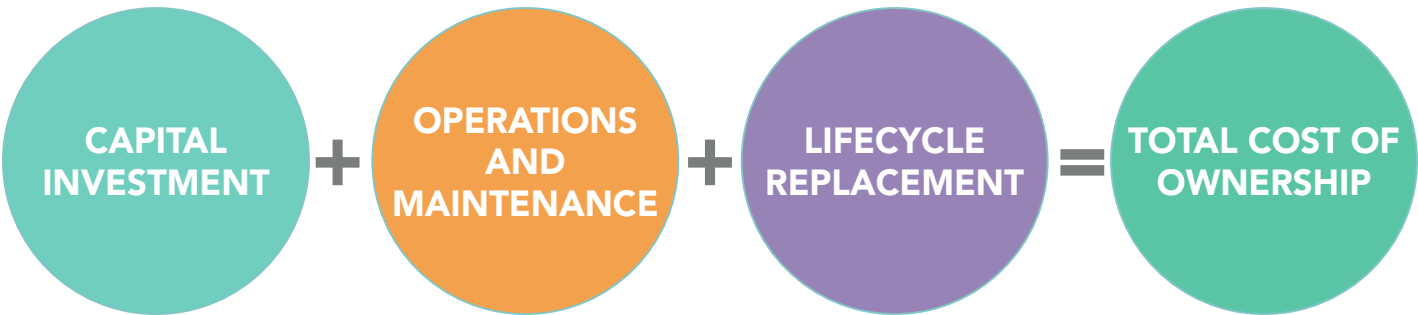 CAPITAL
INVESTMENT
+
OPERATIONS
AND
MAINTENANCE
+
LIFECYCLE
REPLACEMENT
=
TOTAL COST OF
OWNERSHIP